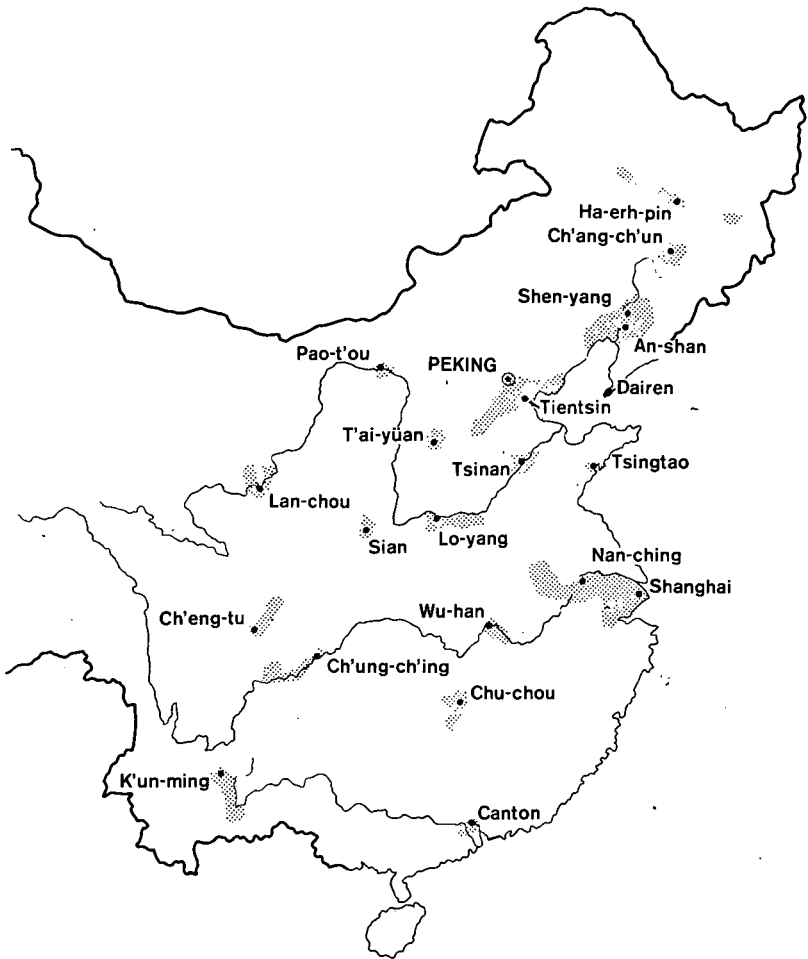 Ha-erh-pin
Ch'ang-ch'un
Shen-yang
An-shan
Pao-t'ou
PEKING
Dairen
Tientsin
T'ai-yüan
Tsinan
Tsingtao
Lan-chou
Sian
Lo-yang
Nan-ching
Shanghai
Ch'eng-tu
Wu-han
Ch'ung-ch'ing
Chu-chou
K'un-ming
Canton